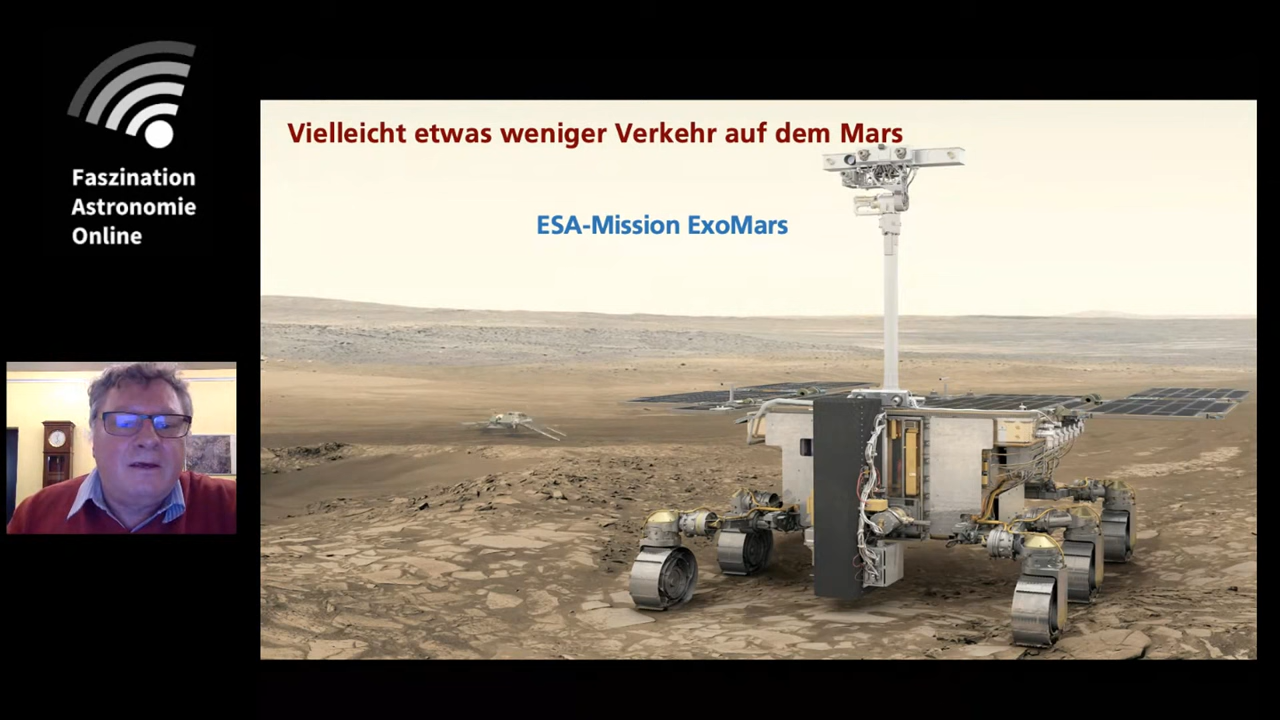 Faszination
Astronomie
Online
Vielleicht etwas weniger Verkehr auf dem Mars
ESA-Mission ExoMars